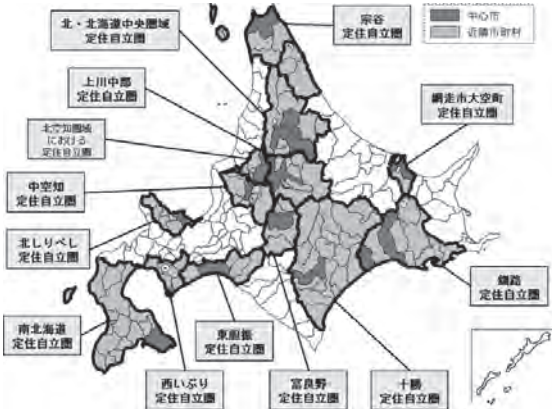 北・北海道中央圏域
定住自立圏
宗谷
定住自立圏
中心市
近隣市町村
上川中部
定住自立圏
網走市大空町
定住自立圏
北空知圏域
における
定住自立圏
中空知
定住自立圏
北しりべし
定住自立圏
釧路
定住自立圏
南北海道
定住自立圏
東胆振
定住自立圏
西いぶり
定住自立圏
富良野
定住自立圏
十勝
定住自立圏